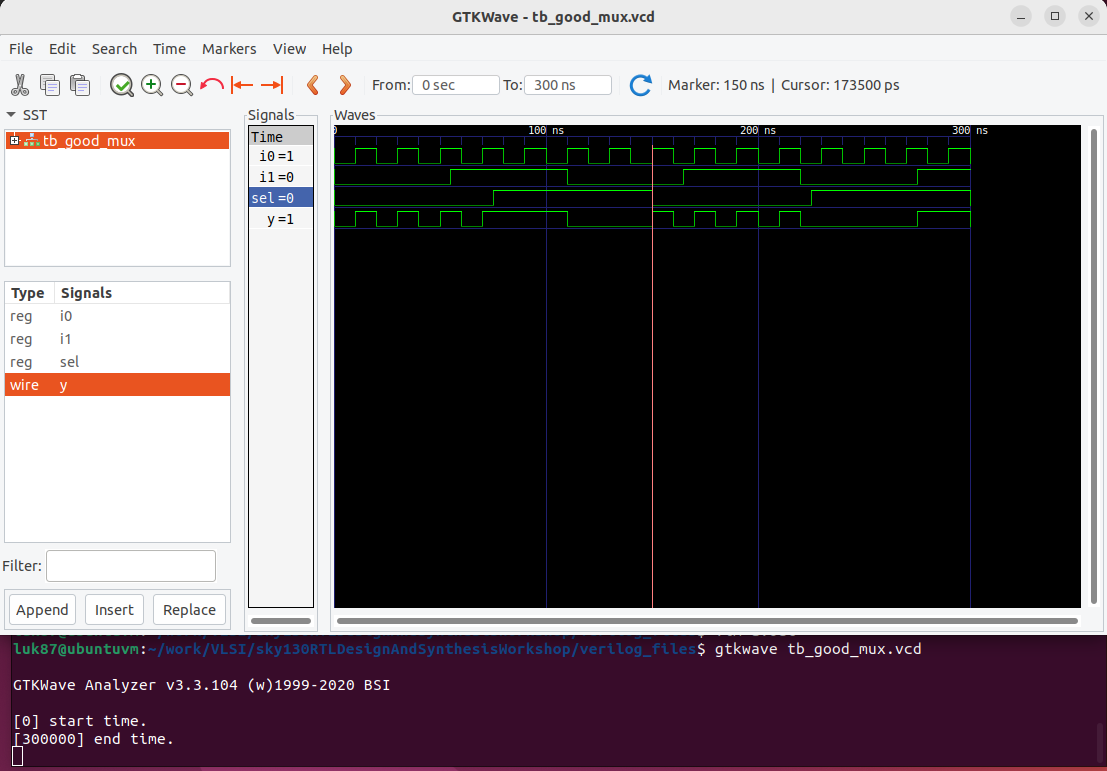 GTKWave - tb_good_mux.vcd
File Edit Search Time Markers View Help
From: 0 sec To: 300 ns Marker: 150 ns | Cursor: 173500 ps
SST
tb_good_mux
Type Signals
reg i0
reg i1
reg sel
wire y
Filter:
Append Insert Replace
Signals
Time
i0=1
i1=0
sel=0
y=1
Waves
0 100 ns 200 ns 300 ns
luk87@ubuntuvm:~/work/VLSI/sky130RTLDesignAndSynthesisWorkshop/verilog_files$ gtkwave tb_good_mux.vcd
GTKWave Analyzer v3.3.104 (w)1999-2020 BSI
[0] start time.
[300000] end time.